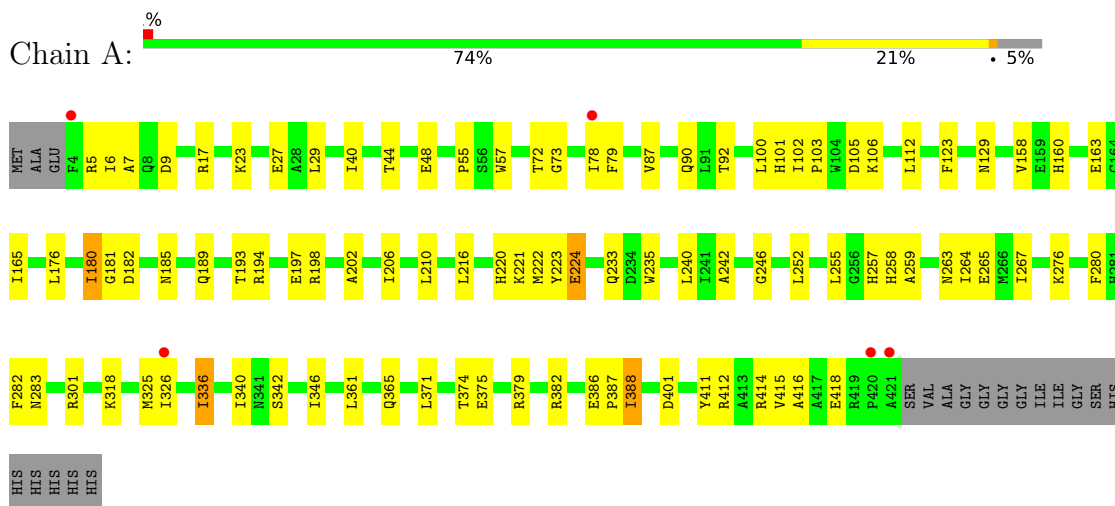 %
Chain A:
74% 21% • 5%
MET ALA GLU F4 R5 I6 A7 Q8 D9 R17 K23 E27 A28 L29 I40 T44 E48 P55 S56 W57 T72 G73 I78 F79 V87 Q90 L91 T92 L100 H101 I102 P103 W104 D105 K106 L112 F123 N129 V158 E159 H160 E163 G164
I165 L176 I180 G181 D182 N185 Q189 T193 R194 E197 R198 A202 I206 L210 L216 H220 K221 M222 Y223 E224 Q233 D234 W235 L240 I241 A242 G246 L252 L255 G256 H257 H258 A259 N263 I264 E265 M266 I267 K276 F280 H281
F282 N283 R301 K318 M325 I326 I336 I340 N341 S342 I346 L361 Q365 L371 T374 E375 R379 R382 E386 P387 I388 D401 Y411 R412 A413 R414 V415 A416 A417 E418 R419 P420 A421 SER VAL ALA GLY GLY GLY GLY ILE ILE GLY SER HIS
HIS HIS HIS HIS HIS